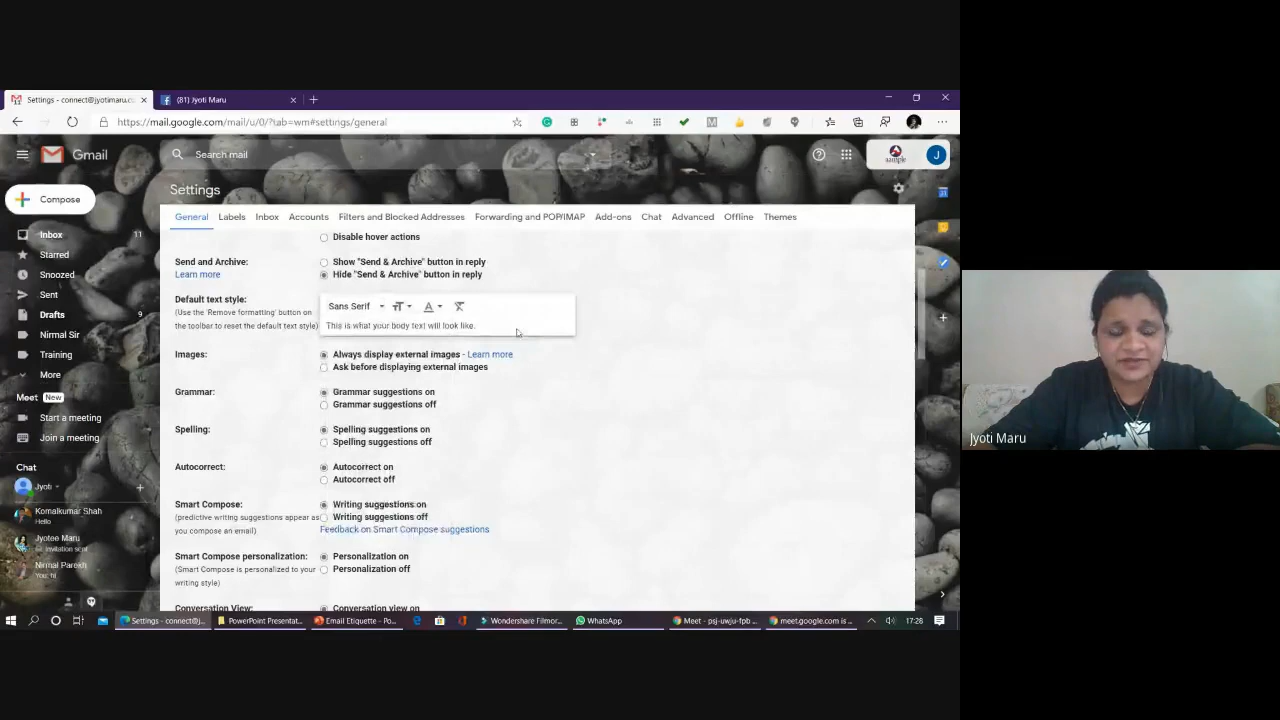 Settings - connect@jyotimaru.co
(81) Jyoti Maru
https://mail.google.com/mail/u/0/?tab=wm#settings/general
Gmail
Search mail
J
Settings
Compose
General
Labels
Inbox
Accounts
Filters and Blocked Addresses
Forwarding and POP/IMAP
Add-ons
Chat
Advanced
Offline
Themes
Inbox 11
Starred
Snoozed
Sent
Drafts 9
Nirmal Sir
Training
More
Meet New
Start a meeting
Join a meeting
Chat
Jyoti
Komalkumar Shah
Hello
Jyotee Maru
Invitation sent
Nirmal Parekh
You: hi
Disable hover actions
Send and Archive:
Learn more
Show "Send & Archive" button in reply
Hide "Send & Archive" button in reply
Default text style:
(Use the 'Remove formatting' button on
the toolbar to reset the default text style)
Sans Serif
This is what your body text will look like.
Images:
Always display external images - Learn more
Ask before displaying external images
Grammar:
Grammar suggestions on
Grammar suggestions off
Spelling:
Spelling suggestions on
Spelling suggestions off
Autocorrect:
Autocorrect on
Autocorrect off
Smart Compose:
(predictive writing suggestions appear as
you compose an email)
Writing suggestions on
Writing suggestions off
Feedback on Smart Compose suggestions
Smart Compose personalization:
(Smart Compose is personalized to your
writing style)
Personalization on
Personalization off
Conversation View:
Conversation view on
Jyoti Maru
Settings - connect@j...
PowerPoint Presentat...
Email Etiquette - Po...
Wondershare Filmor...
WhatsApp
Meet - psj-uwju-fpb ...
meet.google.com is ...
17:28